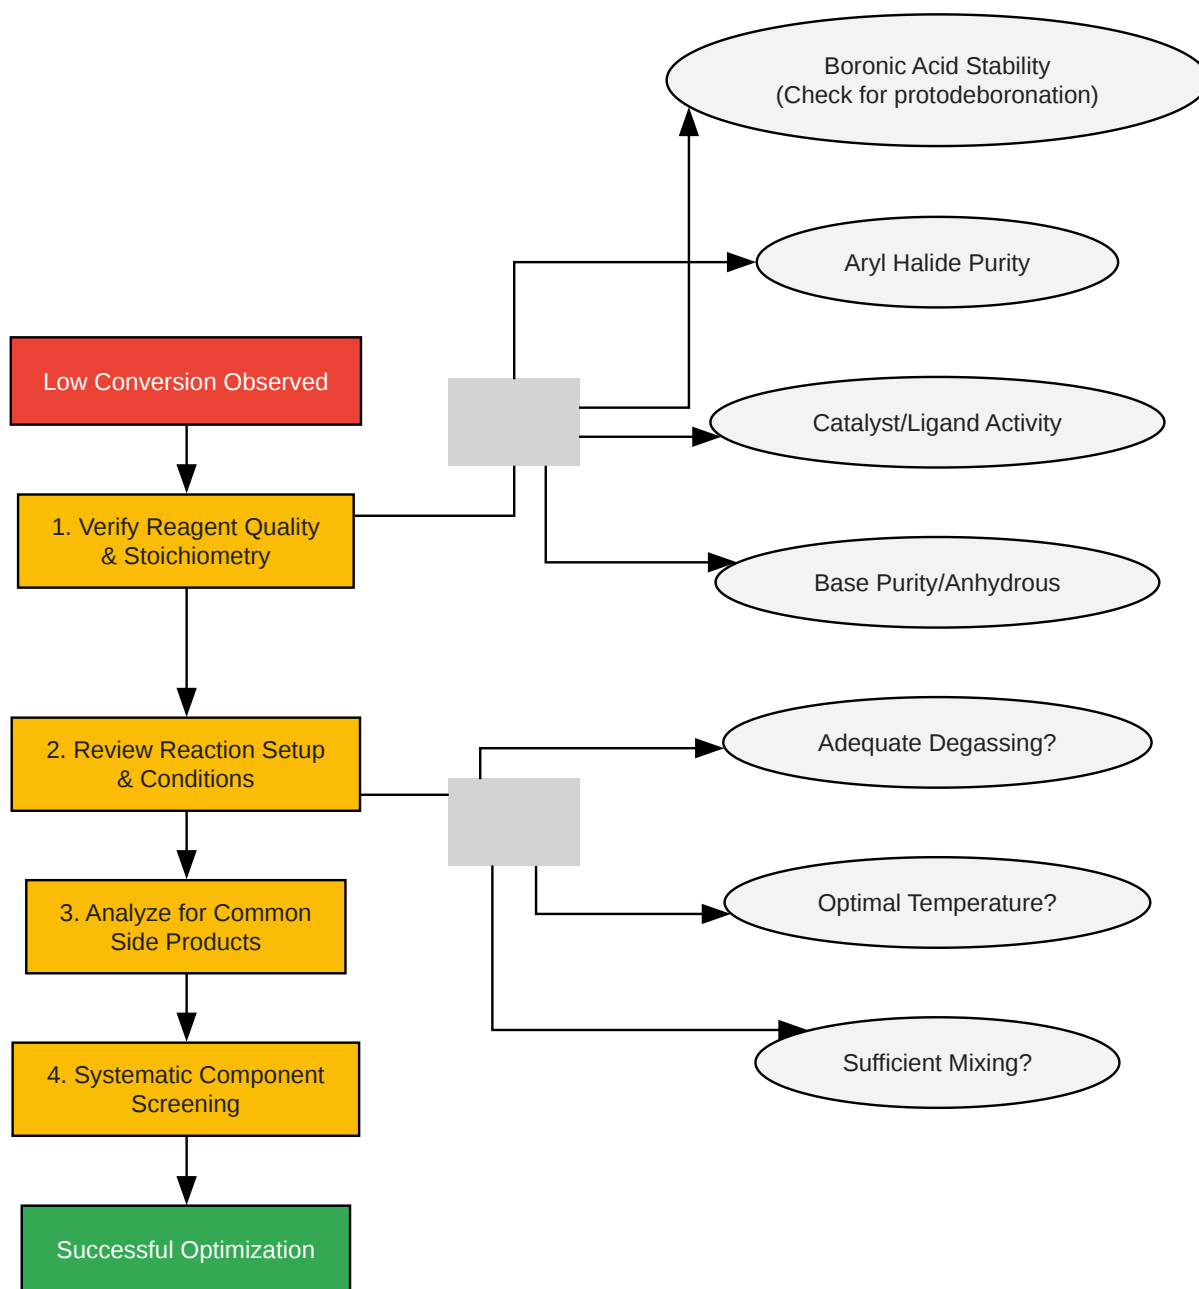 Boronic Acid Stability
(Check for protodeboronation)
Aryl Halide Purity
Low Conversion Observed
Catalyst/Ligand Activity
1. Verify Reagent Quality
& Stoichiometry
Base Purity/Anhydrous
2. Review Reaction Setup
& Conditions
Adequate Degassing?
3. Analyze for Common
Side Products
Optimal Temperature?
4. Systematic Component
Screening
Sufficient Mixing?
Successful Optimization